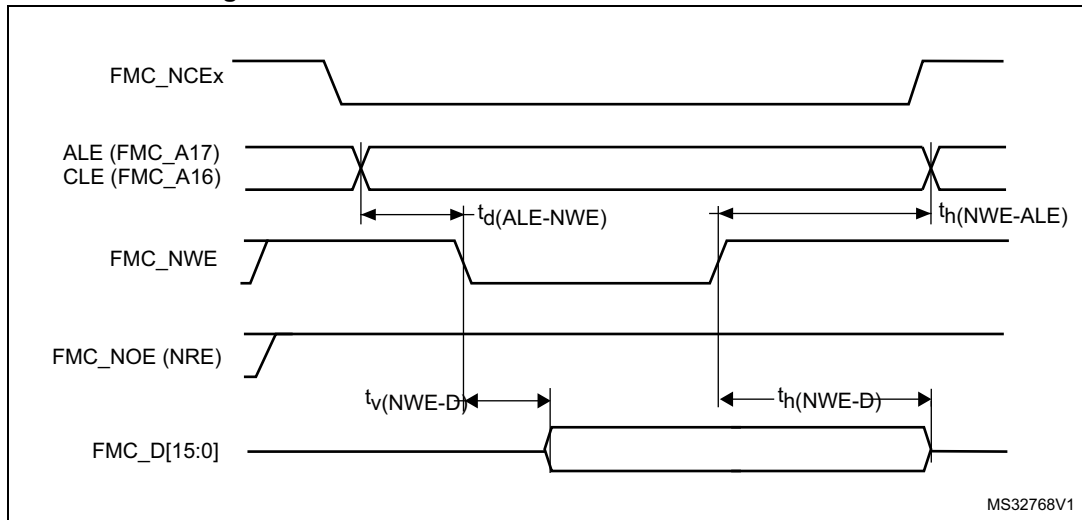 FMC_NCEx
ALE (FMC_A17)
CLE (FMC_A16)
td(ALE-NWE)
th(NWE-ALE)
FMC_NWE
FMC_NOE (NRE)
tv(NWE-D)
th(NWE-D)
FMC_D[15:0]
MS32768V1